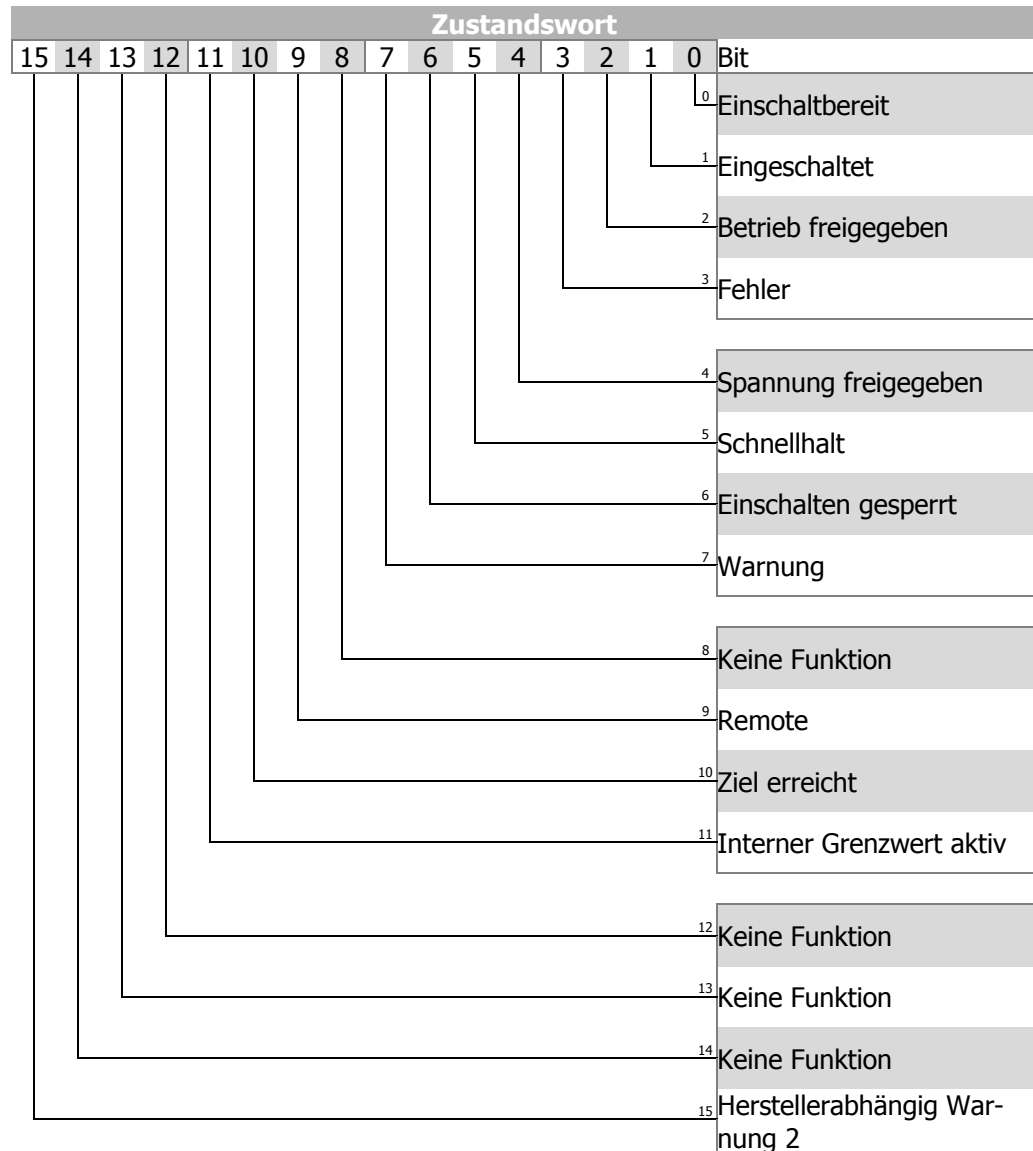 Zustandswort
15 14 13 12 11 10 9 8 7 6 5 4 3 2 1 0 Bit
0 Einschaltbereit
1 Eingeschaltet
2 Betrieb freigegeben
3 Fehler
4 Spannung freigegeben
5 Schnellhalt
6 Einschalten gesperrt
7 Warnung
8 Keine Funktion
9 Remote
10 Ziel erreicht
11 Interner Grenzwert aktiv
12 Keine Funktion
13 Keine Funktion
14 Keine Funktion
15 Herstellerabhängig War-
nung 2